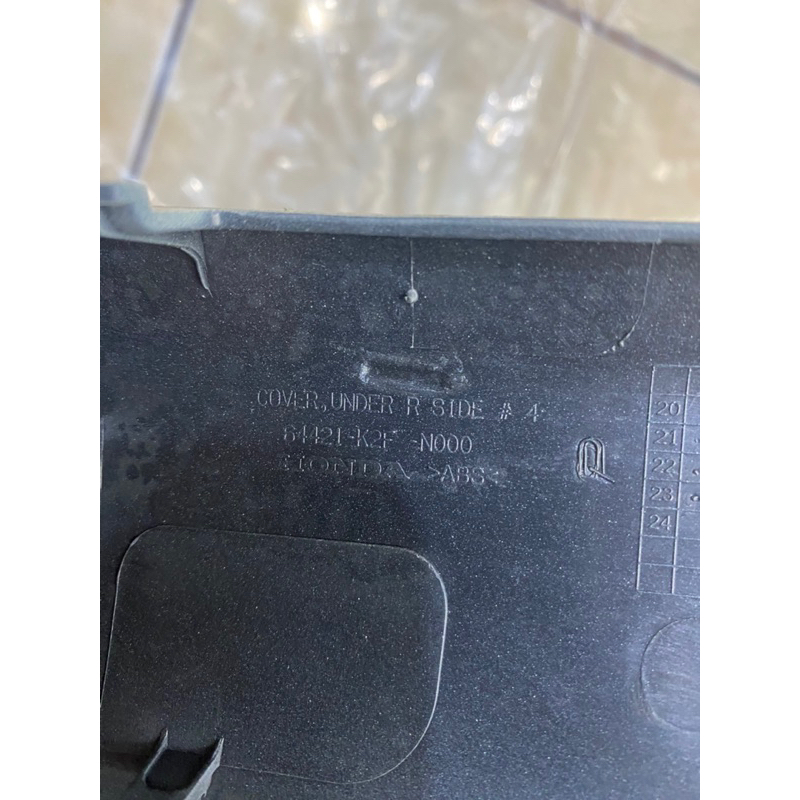 COVER,UNDER R SIDE # 4
64421-K2F -N000
HONDA >ABS<
20
21
22
23
24